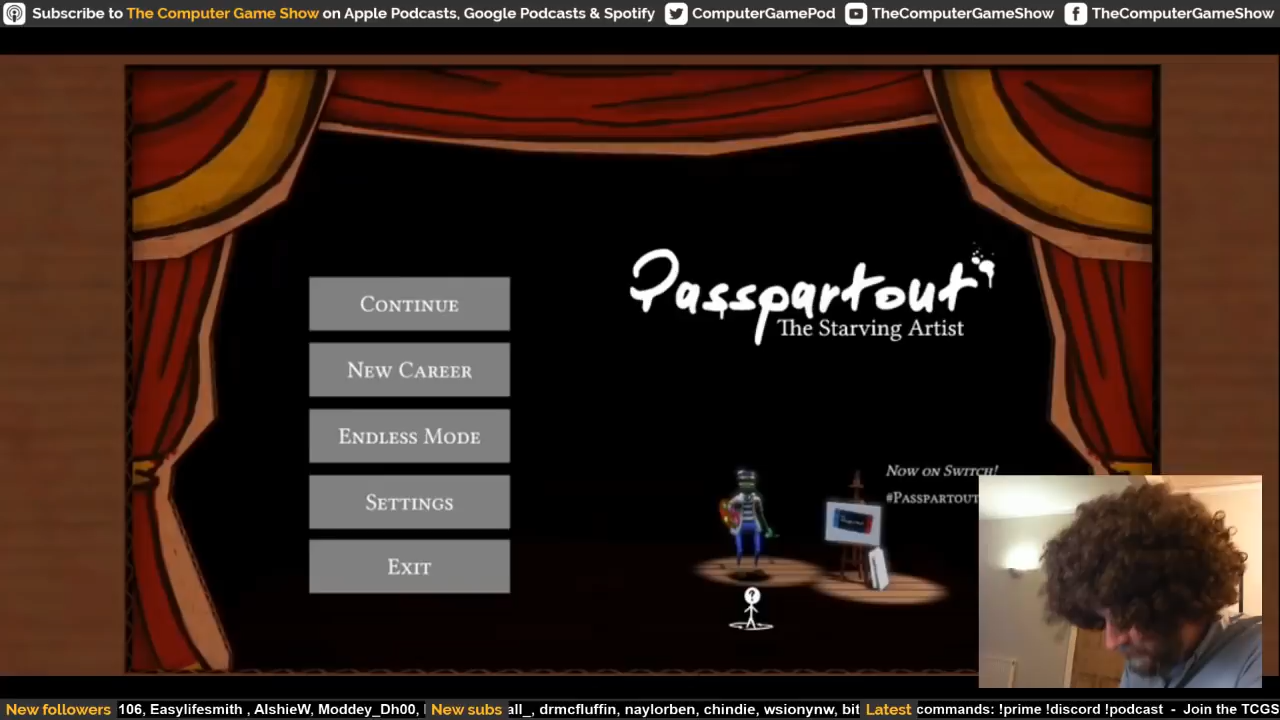 Subscribe to The Computer Game Show on Apple Podcasts, Google Podcasts & Spotify ComputerGamePod TheComputerGameShow TheComputerGameShow
Passpartout
The Starving Artist
Continue
New Career
Endless Mode
Settings
Exit
Now on Switch!
#Passpartout
?
New followers 106, Easylifesmith , AlshieW, Moddey_Dh00, New subs all_, drmcfluffin, naylorben, chindie, wsionynw, bit Latest commands: !prime !discord !podcast - Join the TCGS